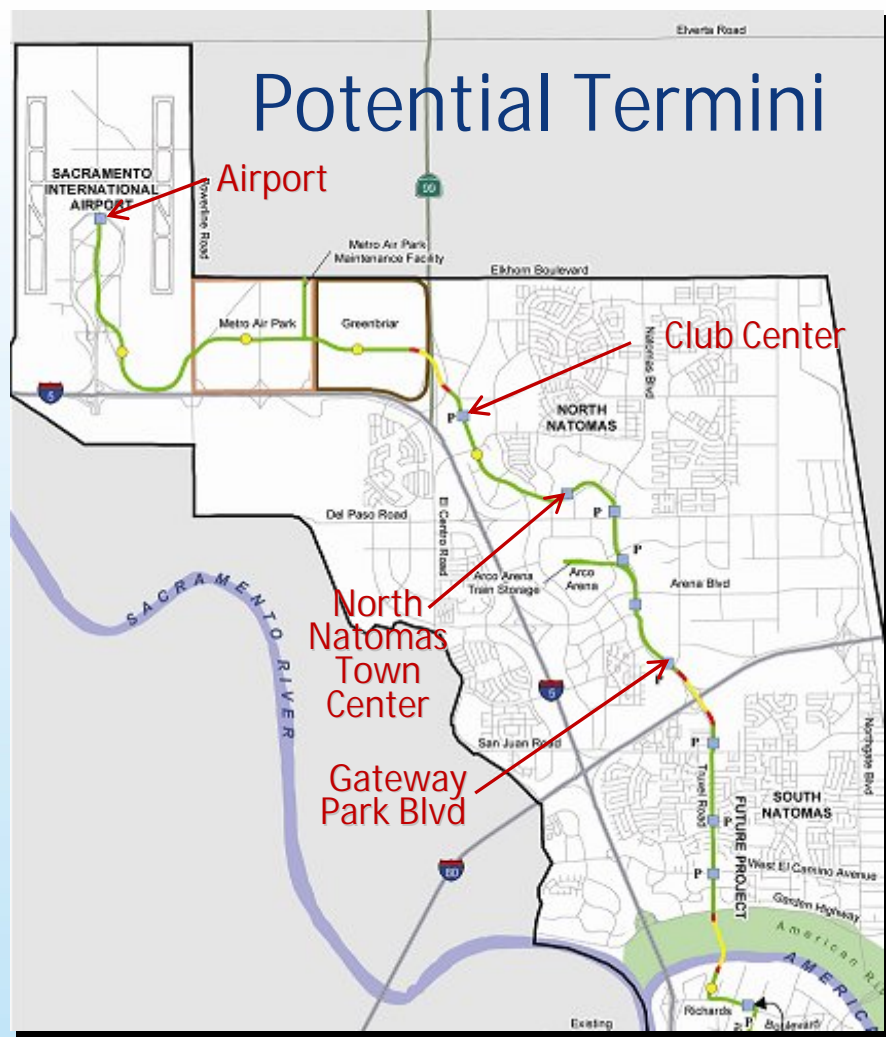 Elverta Road
Potential Termini
99
SACRAMENTO
INTERNATIONAL
AIRPORT
Airport
Powerline Road
Metro Air Park
Maintenance Facility
Elkhorn Boulevard
Metro Air Park
Greenbriar
Club Center
Natomas Blvd
5
P
NORTH
NATOMAS
Del Paso Road
El Centro Road
P
P
Arco Arena
Train Storage
Arco
Arena
Arena Blvd
SACRAMENTO RIVER
North
Natomas
Town
Center
P
5
San Juan Road
P
Truxel Road
Northgate Blvd
Gateway
Park Blvd
SOUTH
NATOMAS
FUTURE PROJECT
P
80
P
West El Camino Avenue
Garden Highway
American
AMERICA
Richards
P
Boulevard
Existing